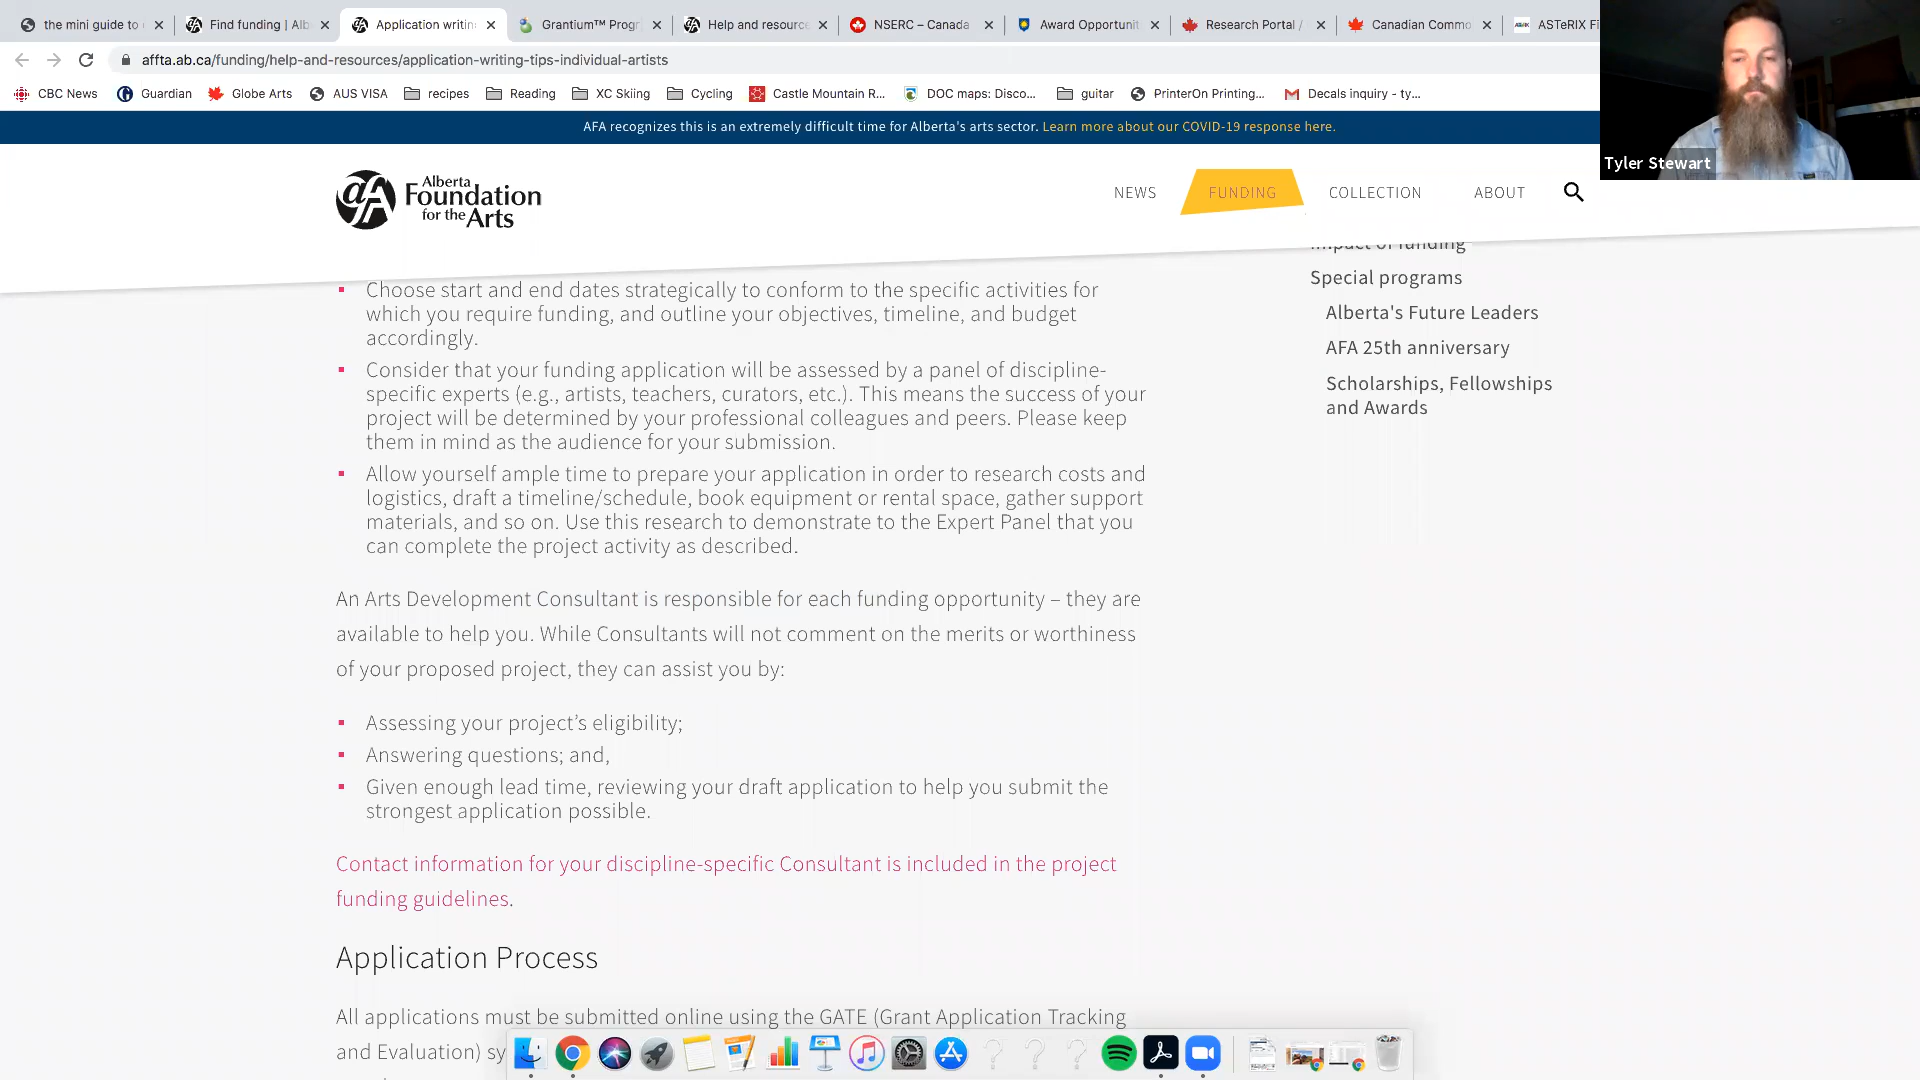 the mini guide to
Find funding | Alb
Application writin
Grantium™ Progr
Help and resource
NSERC – Canada
Award Opportunit
Research Portal /
Canadian Commo
ASTeRIX Fi
affta.ab.ca/funding/help-and-resources/application-writing-tips-individual-artists
CBC News
Guardian
Globe Arts
AUS VISA
recipes
Reading
XC Skiing
Cycling
Castle Mountain R...
DOC maps: Disco...
guitar
PrinterOn Printing...
Decals inquiry - ty...
AFA recognizes this is an extremely difficult time for Alberta's arts sector. Learn more about our COVID-19 response here.
Tyler Stewart
Alberta
Foundation
for the Arts
NEWS
FUNDING
COLLECTION
ABOUT
Impact of funding
Special programs
Alberta's Future Leaders
AFA 25th anniversary
Scholarships, Fellowships
and Awards
Choose start and end dates strategically to conform to the specific activities for
which you require funding, and outline your objectives, timeline, and budget
accordingly.
Consider that your funding application will be assessed by a panel of discipline-
specific experts (e.g., artists, teachers, curators, etc.). This means the success of your
project will be determined by your professional colleagues and peers. Please keep
them in mind as the audience for your submission.
Allow yourself ample time to prepare your application in order to research costs and
logistics, draft a timeline/schedule, book equipment or rental space, gather support
materials, and so on. Use this research to demonstrate to the Expert Panel that you
can complete the project activity as described.
An Arts Development Consultant is responsible for each funding opportunity – they are
available to help you. While Consultants will not comment on the merits or worthiness
of your proposed project, they can assist you by:
Assessing your project’s eligibility;
Answering questions; and,
Given enough lead time, reviewing your draft application to help you submit the
strongest application possible.
Contact information for your discipline-specific Consultant is included in the project
funding guidelines.
Application Process
All applications must be submitted online using the GATE (Grant Application Tracking
and Evaluation) sy